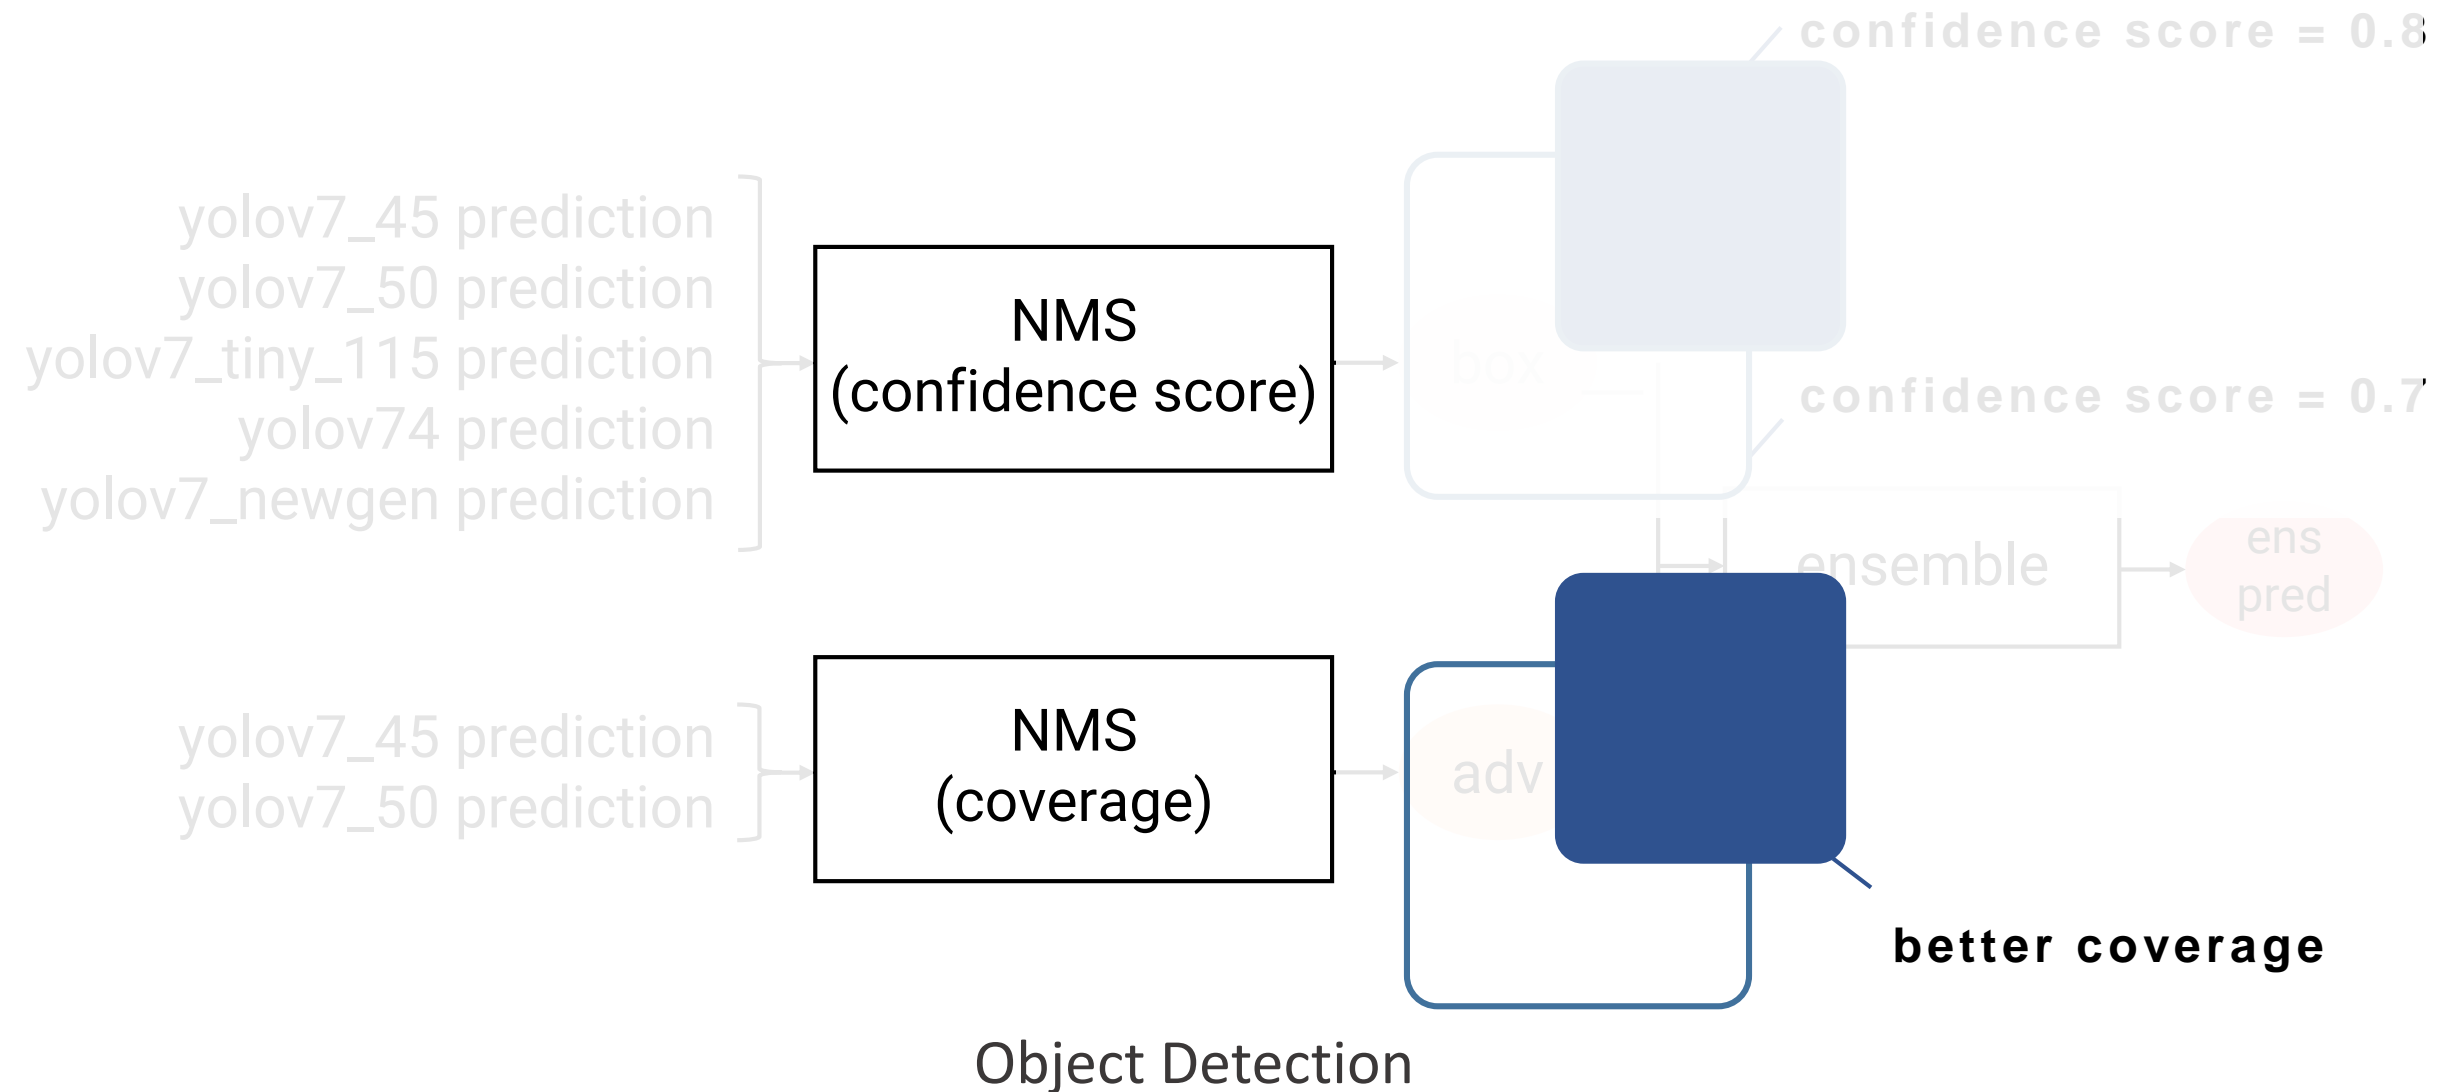 confidence score = 0.8
yolov7_45 prediction
yolov7_50 prediction
yolov7_tiny_115 prediction
yolov74 prediction
yolov7_newgen prediction
NMS
(confidence score)
box
confidence score = 0.7
ensemble
ens
pred
yolov7_45 prediction
yolov7_50 prediction
NMS
(coverage)
adv
better coverage
Object Detection